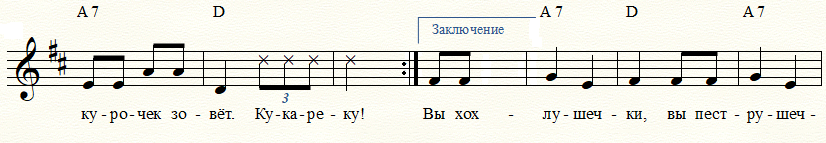 A 7 D Заключение A 7 D A 7
3
ку - ро - чек зо - вёт. Ку - ка - ре - ку! Вы хох - лу - шеч - ки, вы пест - ру - шеч -